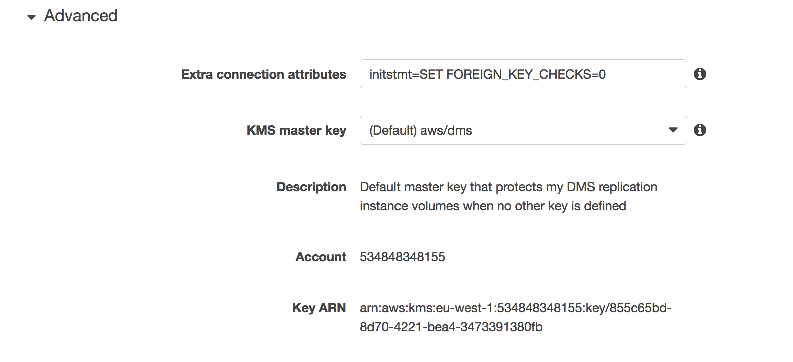 Advanced
Extra connection attributes initstmt=SET FOREIGN_KEY_CHECKS=0
KMS master key (Default) aws/dms
Description Default master key that protects my DMS replication
instance volumes when no other key is defined
Account 534848348155
Key ARN arn:aws:kms:eu-west-1:534848348155:key/855c65bd-
8d70-4221-bea4-3473391380fb